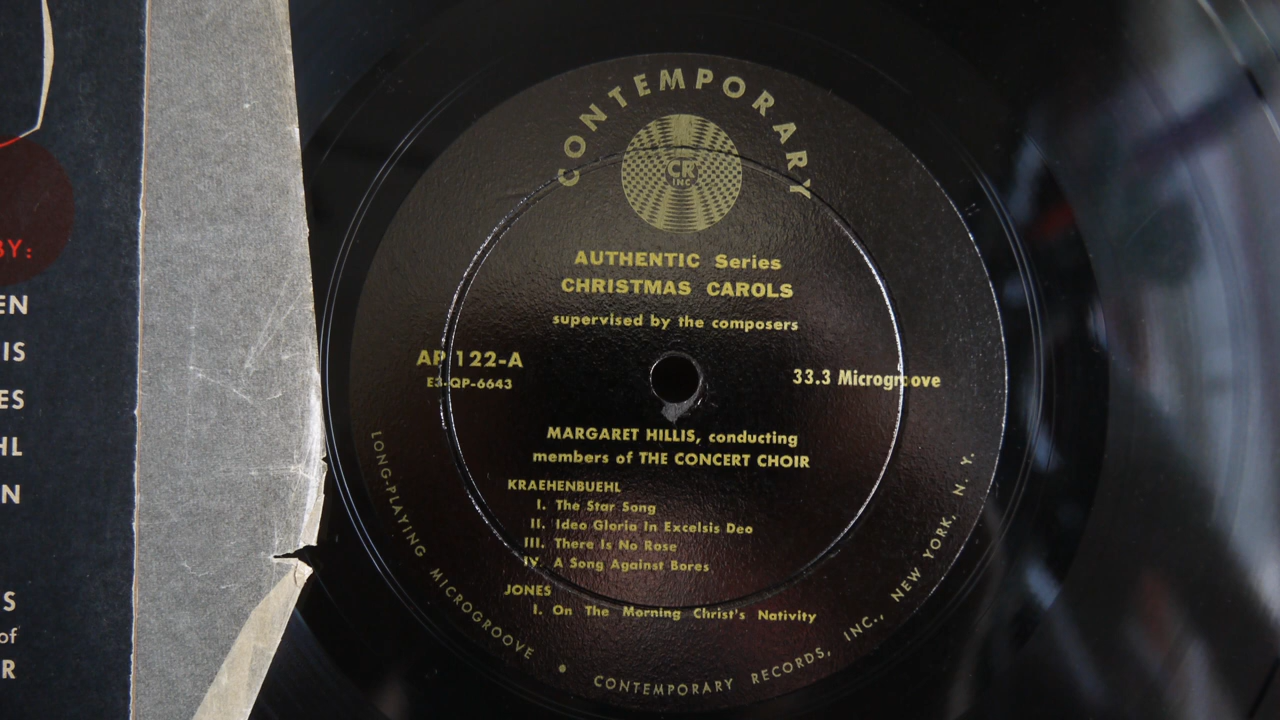 BY:
EN
IS
ES
HL
N
S
of
R
CONTEMPORARY
CR
INC
AUTHENTIC Series
CHRISTMAS CAROLS
supervised by the composers
AP 122-A
E3-QP-6643
33.3 Microgroove
MARGARET HILLIS, conducting
members of THE CONCERT CHOIR
KRAEHENBUEHL
I. The Star Song
II. Ideo Gloria In Excelsis Deo
III. There Is No Rose
IV. A Song Against Bores
JONES
I. On The Morning Christ's Nativity
LONG-PLAYING MICROGROOVE • CONTEMPORARY RECORDS, INC., NEW YORK, N. Y.